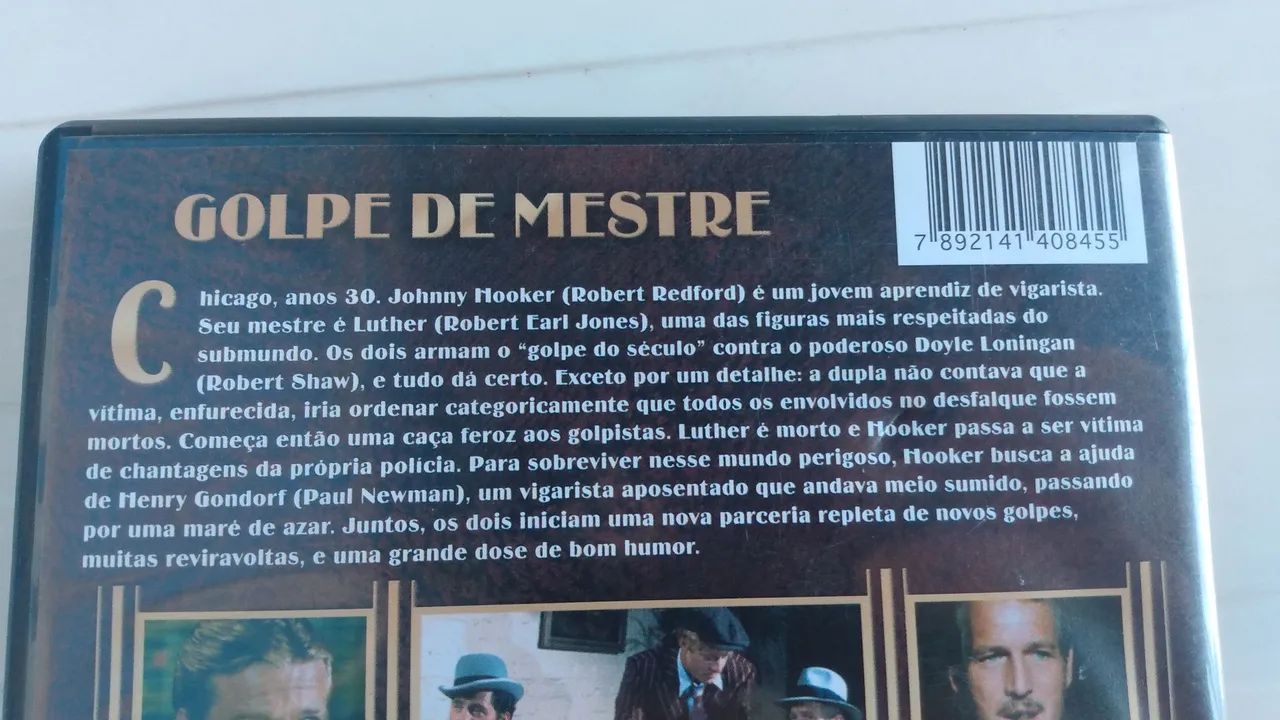 GOLPE DE MESTRE
7 892141 408455
Chicago, anos 30. Johnny Hooker (Robert Redford) é um jovem aprendiz de vigarista.
Seu mestre é Luther (Robert Earl Jones), uma das figuras mais respeitadas do
submundo. Os dois armam o “golpe do século” contra o poderoso Doyle Loningan
(Robert Shaw), e tudo dá certo. Exceto por um detalhe: a dupla não contava que a
vítima, enfurecida, iria ordenar categoricamente que todos os envolvidos no desfalque fossem
mortos. Começa então uma caça feroz aos golpistas. Luther é morto e Hooker passa a ser vítima
de chantagens da própria polícia. Para sobreviver nesse mundo perigoso, Hooker busca a ajuda
de Henry Gondorf (Paul Newman), um vigarista aposentado que andava meio sumido, passando
por uma maré de azar. Juntos, os dois iniciam uma nova parceria repleta de novos golpes,
muitas reviravoltas, e uma grande dose de bom humor.